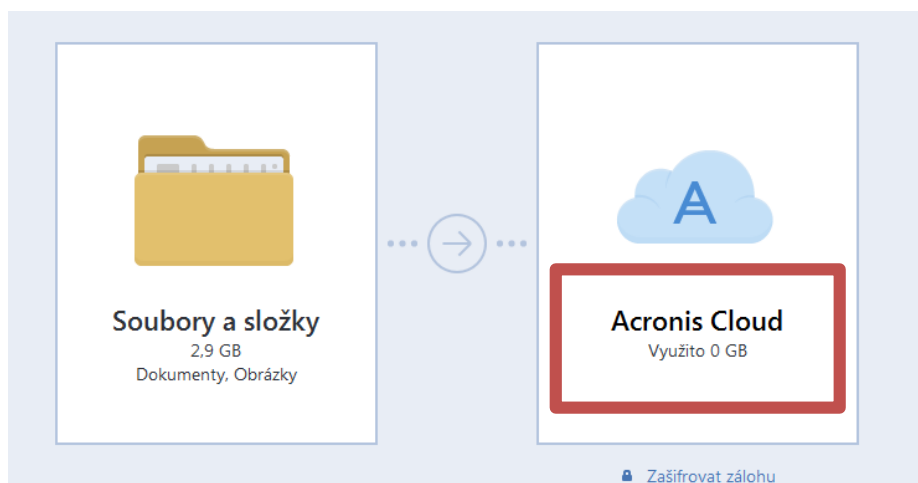 Soubory a složky
2,9 GB
Dokumenty, Obrázky
Acronis Cloud
Využito 0 GB
Zašifrovat zálohu